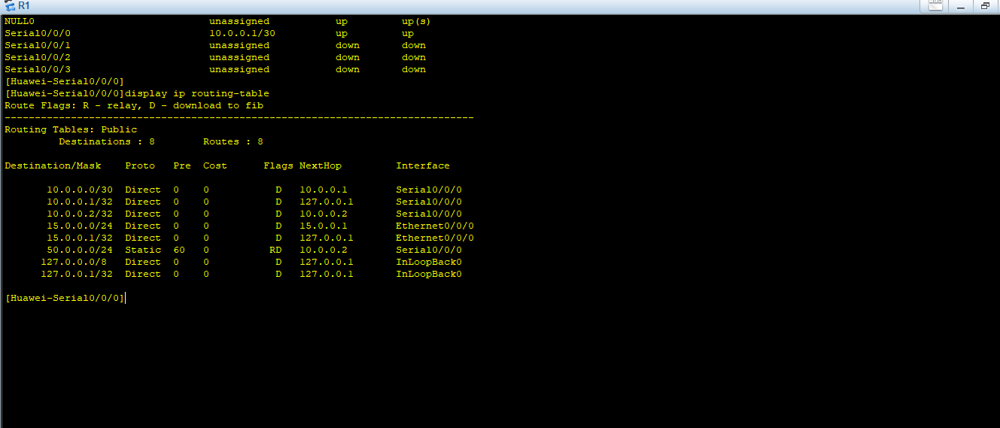 R1
NULL0 unassigned up up(s)
Serial0/0/0 10.0.0.1/30 up up
Serial0/0/1 unassigned down down
Serial0/0/2 unassigned down down
Serial0/0/3 unassigned down down
[Huawei-Serial0/0/0]
[Huawei-Serial0/0/0]display ip routing-table
Route Flags: R - relay, D - download to fib
------------------------------------------------------------------------------
Routing Tables: Public
Destinations : 8 Routes : 8
Destination/Mask Proto Pre Cost Flags NextHop Interface
10.0.0.0/30 Direct 0 0 D 10.0.0.1 Serial0/0/0
10.0.0.1/32 Direct 0 0 D 127.0.0.1 Serial0/0/0
10.0.0.2/32 Direct 0 0 D 10.0.0.2 Serial0/0/0
15.0.0.0/24 Direct 0 0 D 15.0.0.1 Ethernet0/0/0
15.0.0.1/32 Direct 0 0 D 127.0.0.1 Ethernet0/0/0
50.0.0.0/24 Static 60 0 RD 10.0.0.2 Serial0/0/0
127.0.0.0/8 Direct 0 0 D 127.0.0.1 InLoopBack0
127.0.0.1/32 Direct 0 0 D 127.0.0.1 InLoopBack0
[Huawei-Serial0/0/0]